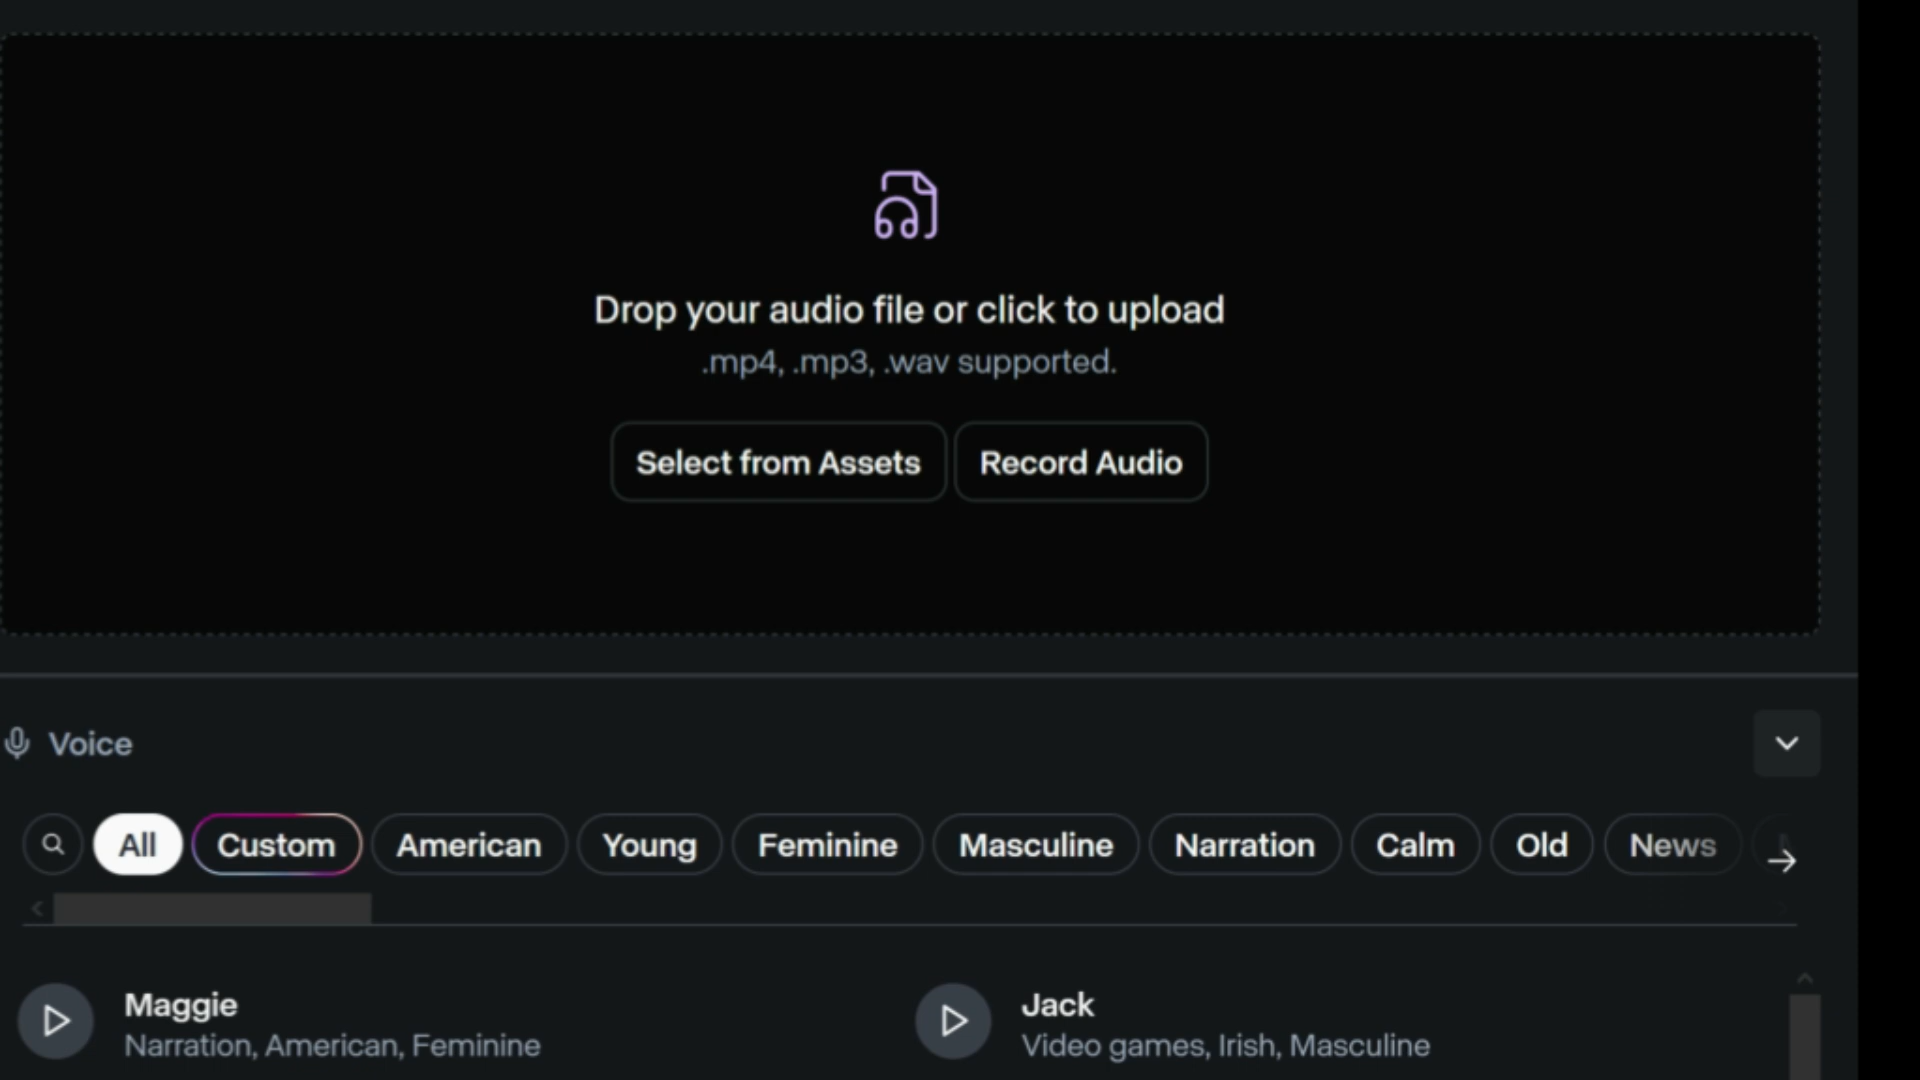 Drop your audio file or click to upload
.mp4, .mp3, .wav supported.
Select from Assets Record Audio
Voice
All Custom American Young Feminine Masculine Narration Calm Old News
Maggie Jack
Narration, American, Feminine Video games, Irish, Masculine